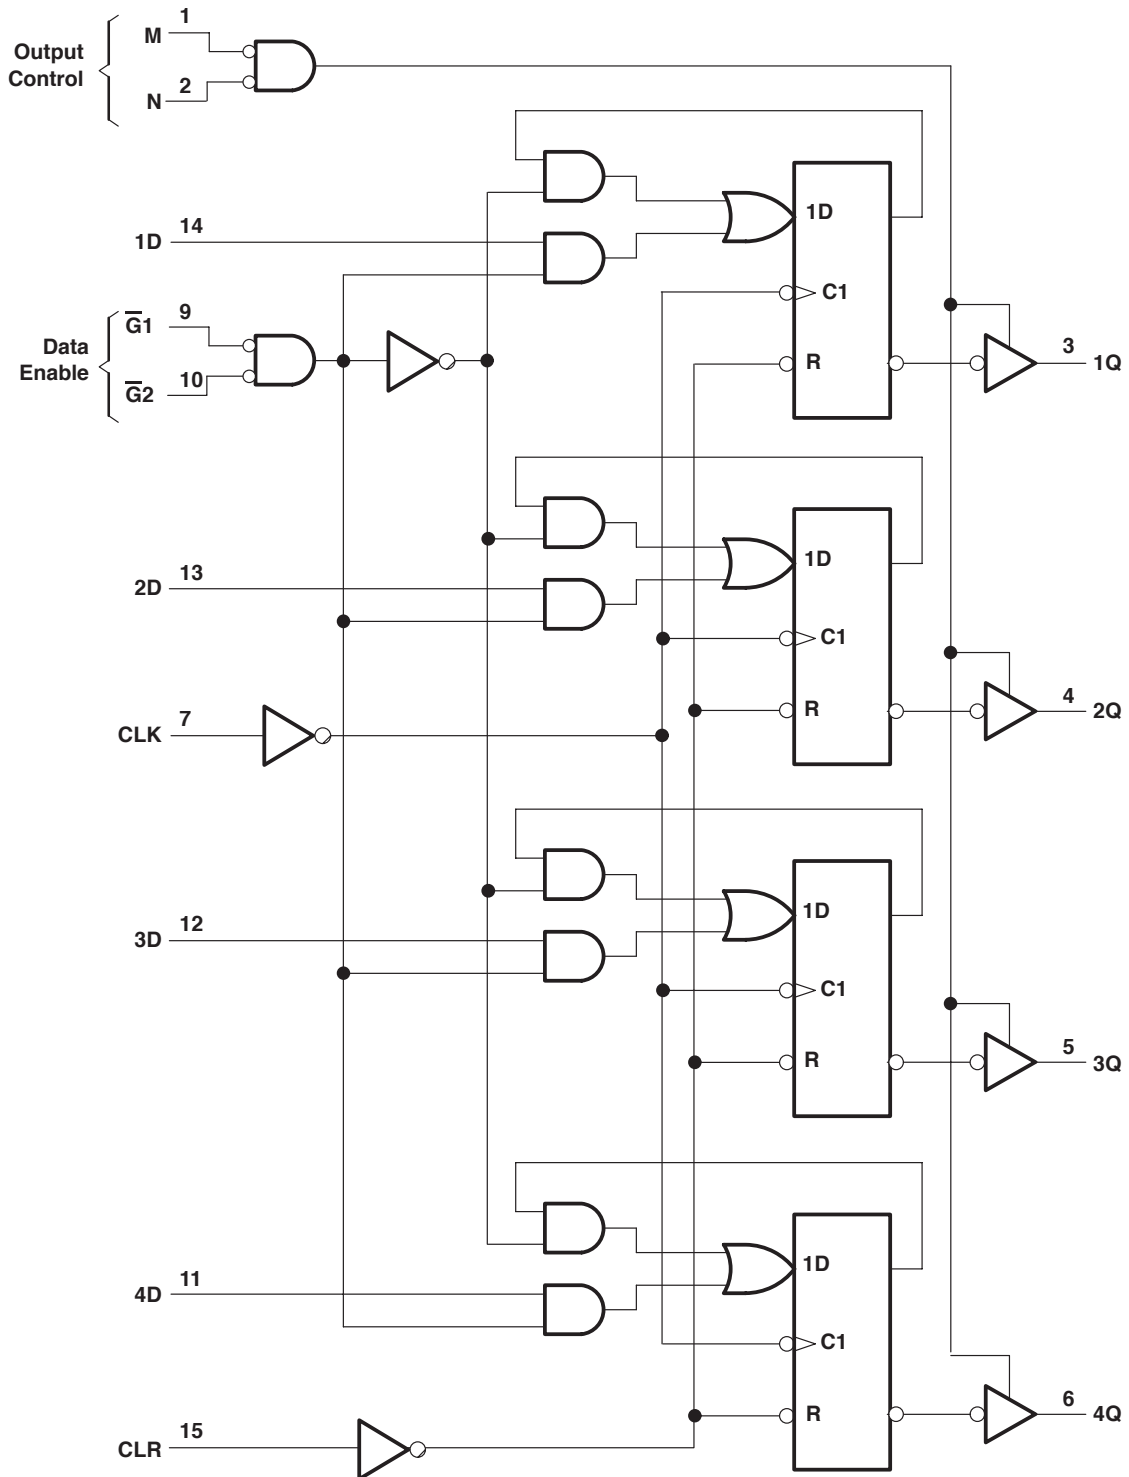 Output
Control
M
1
N
2
1D
14
Data
Enable
G̅1
9
G̅2
10
1D
C1
R
3
1Q
2D
13
1D
C1
R
4
2Q
CLK
7
3D
12
1D
C1
R
5
3Q
4D
11
1D
C1
R
6
4Q
CLR
15